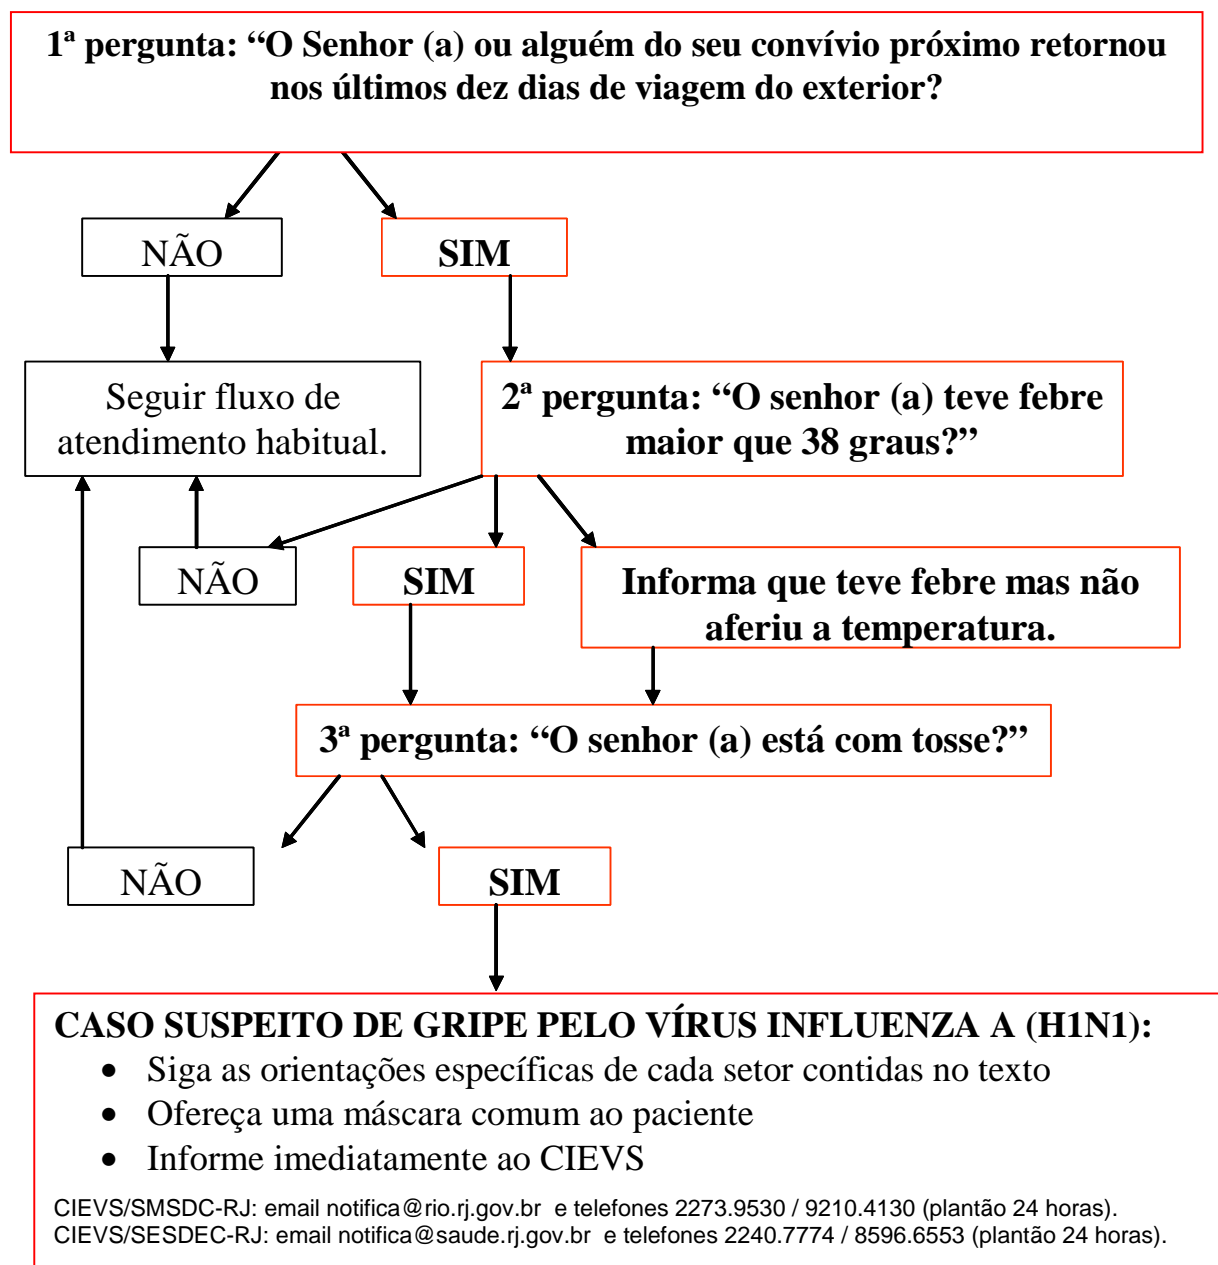 1ª pergunta: “O Senhor (a) ou alguém do seu convívio próximo retornou
nos últimos dez dias de viagem do exterior?
NÃO
SIM
Seguir fluxo de
atendimento habitual.
2ª pergunta: “O senhor (a) teve febre
maior que 38 graus?”
NÃO
SIM
Informa que teve febre mas não
aferiu a temperatura.
3ª pergunta: “O senhor (a) está com tosse?”
NÃO
SIM
CASO SUSPEITO DE GRIPE PELO VÍRUS INFLUENZA A (H1N1):
• Siga as orientações específicas de cada setor contidas no texto
• Ofereça uma máscara comum ao paciente
• Informe imediatamente ao CIEVS
CIEVS/SMSDC-RJ: email notifica@rio.rj.gov.br e telefones 2273.9530 / 9210.4130 (plantão 24 horas).
CIEVS/SESDEC-RJ: email notifica@saude.rj.gov.br e telefones 2240.7774 / 8596.6553 (plantão 24 horas).